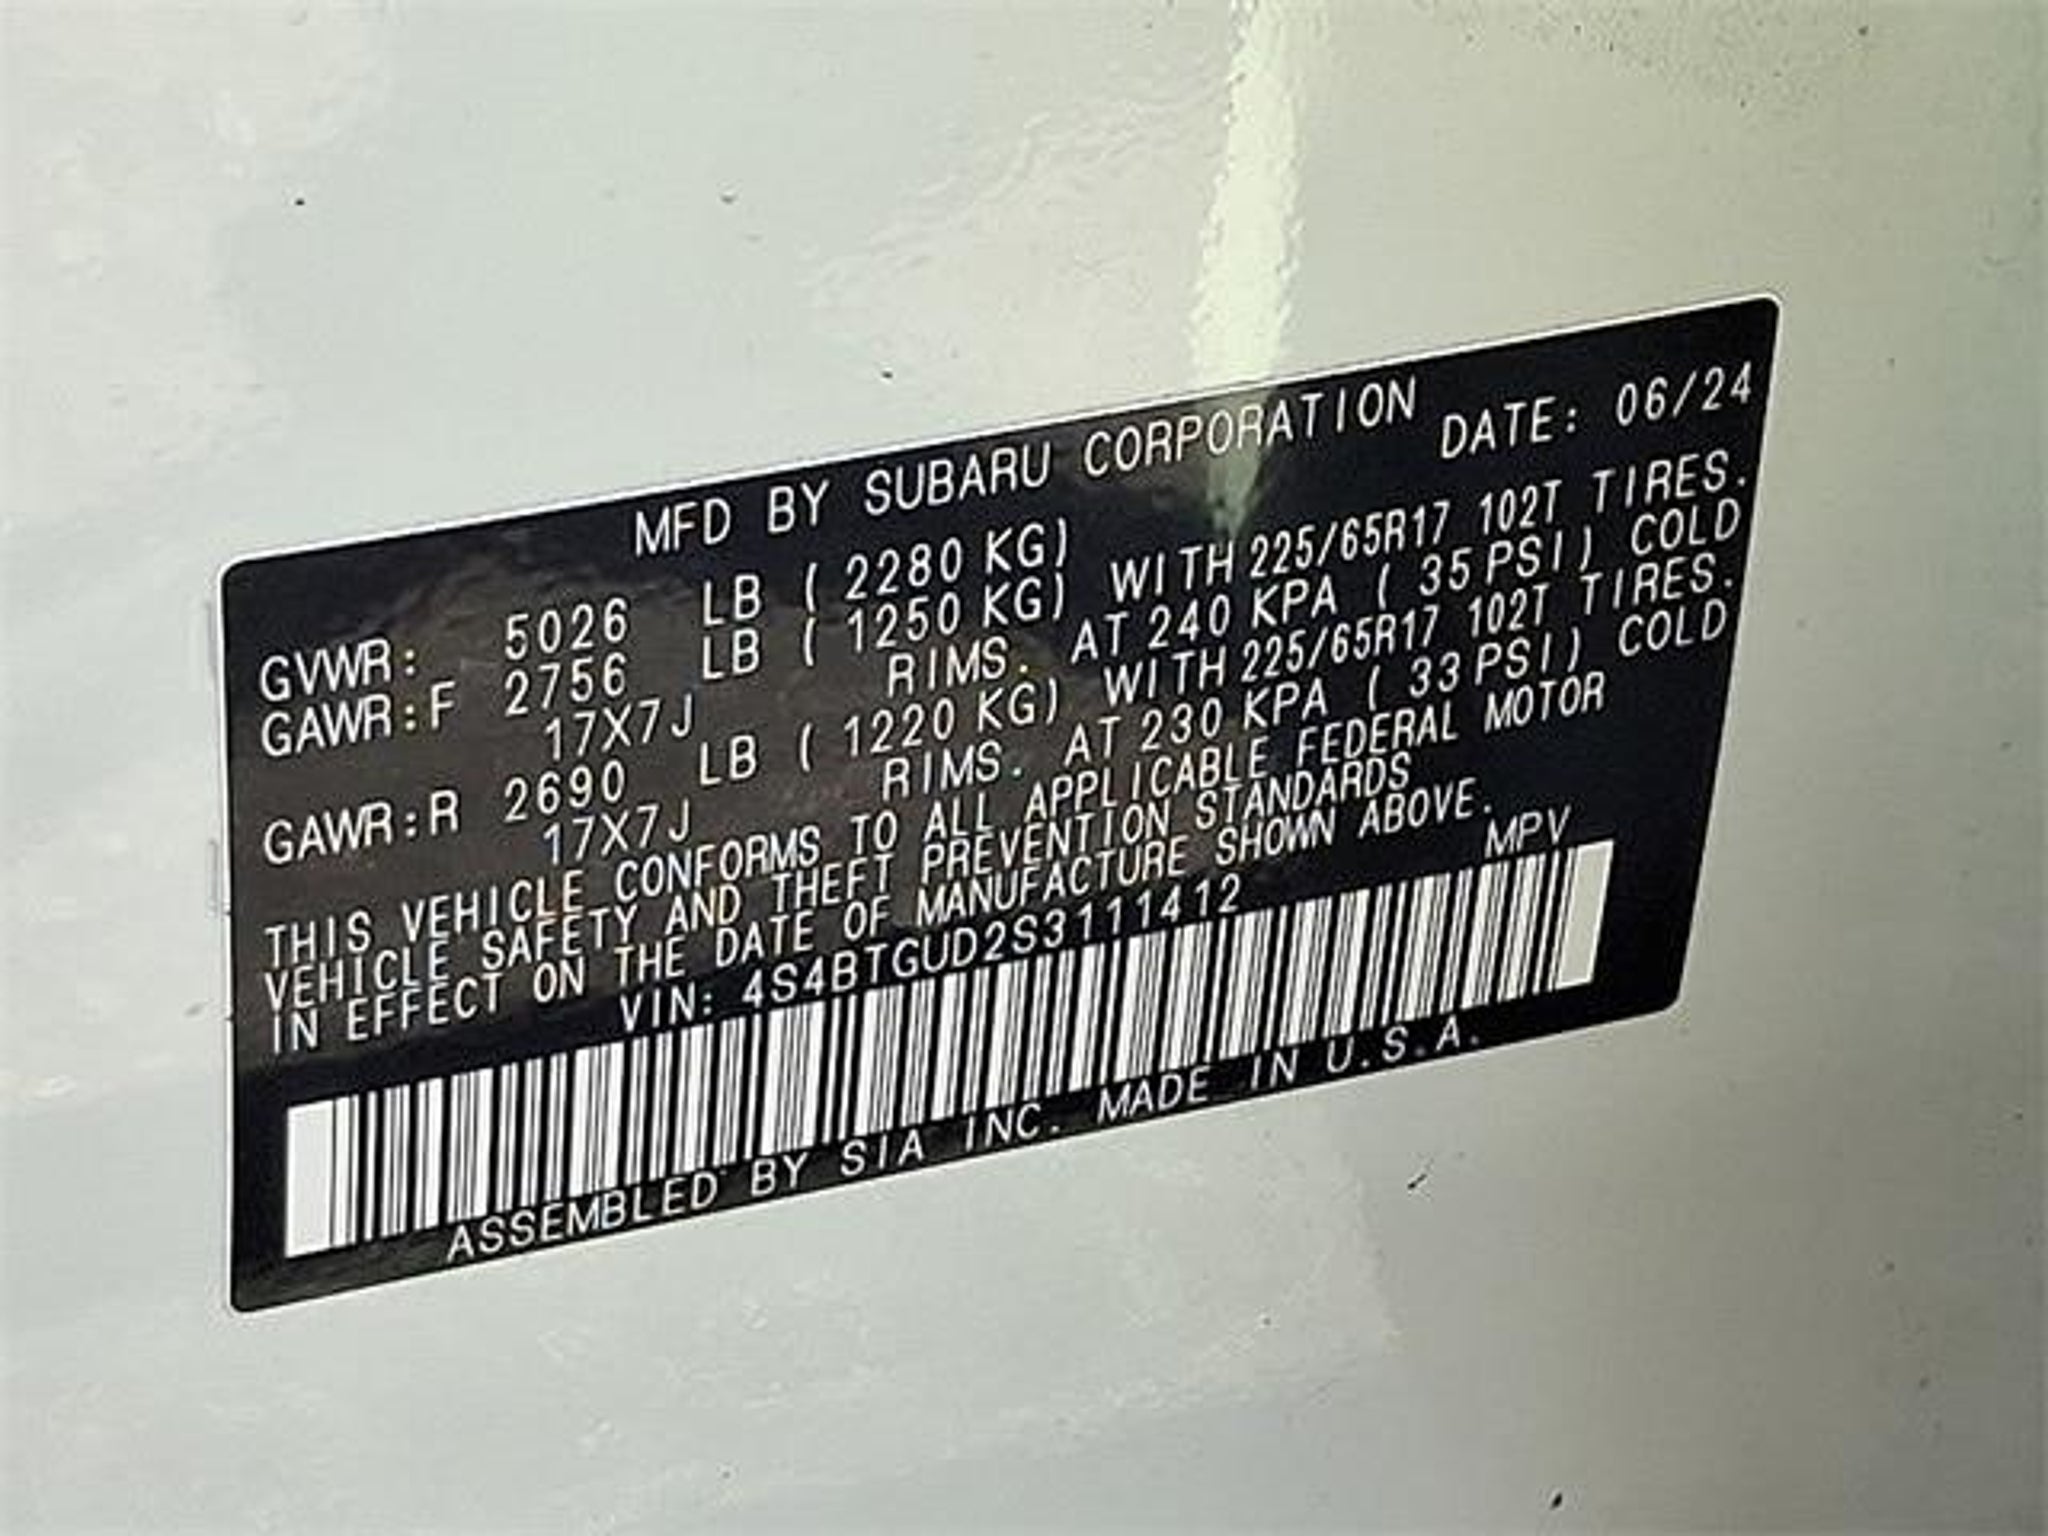 MFD BY SUBARU CORPORATION DATE: 06/24
GVWR: 5026 LB ( 2280 KG)
GAWR:F 2756 LB ( 1250 KG) WITH 225/65R17 102T TIRES.
17X7J RIMS. AT 240 KPA ( 35 PSI) COLD
GAWR:R 2690 LB ( 1220 KG) WITH 225/65R17 102T TIRES.
17X7J RIMS. AT 230 KPA ( 33 PSI) COLD
THIS VEHICLE CONFORMS TO ALL APPLICABLE FEDERAL MOTOR
VEHICLE SAFETY AND THEFT PREVENTION STANDARDS
IN EFFECT ON THE DATE OF MANUFACTURE SHOWN ABOVE.
VIN: 4S4BTGUD2S3111412 MPV
ASSEMBLED BY SIA INC. MADE IN U.S.A.